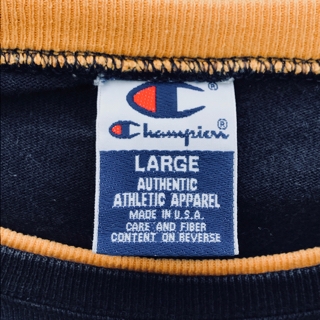 ®
Champion®
LARGE
AUTHENTIC
ATHLETIC APPAREL
MADE IN U.S.A.
CARE AND FIBER
CONTENT ON REVERSE